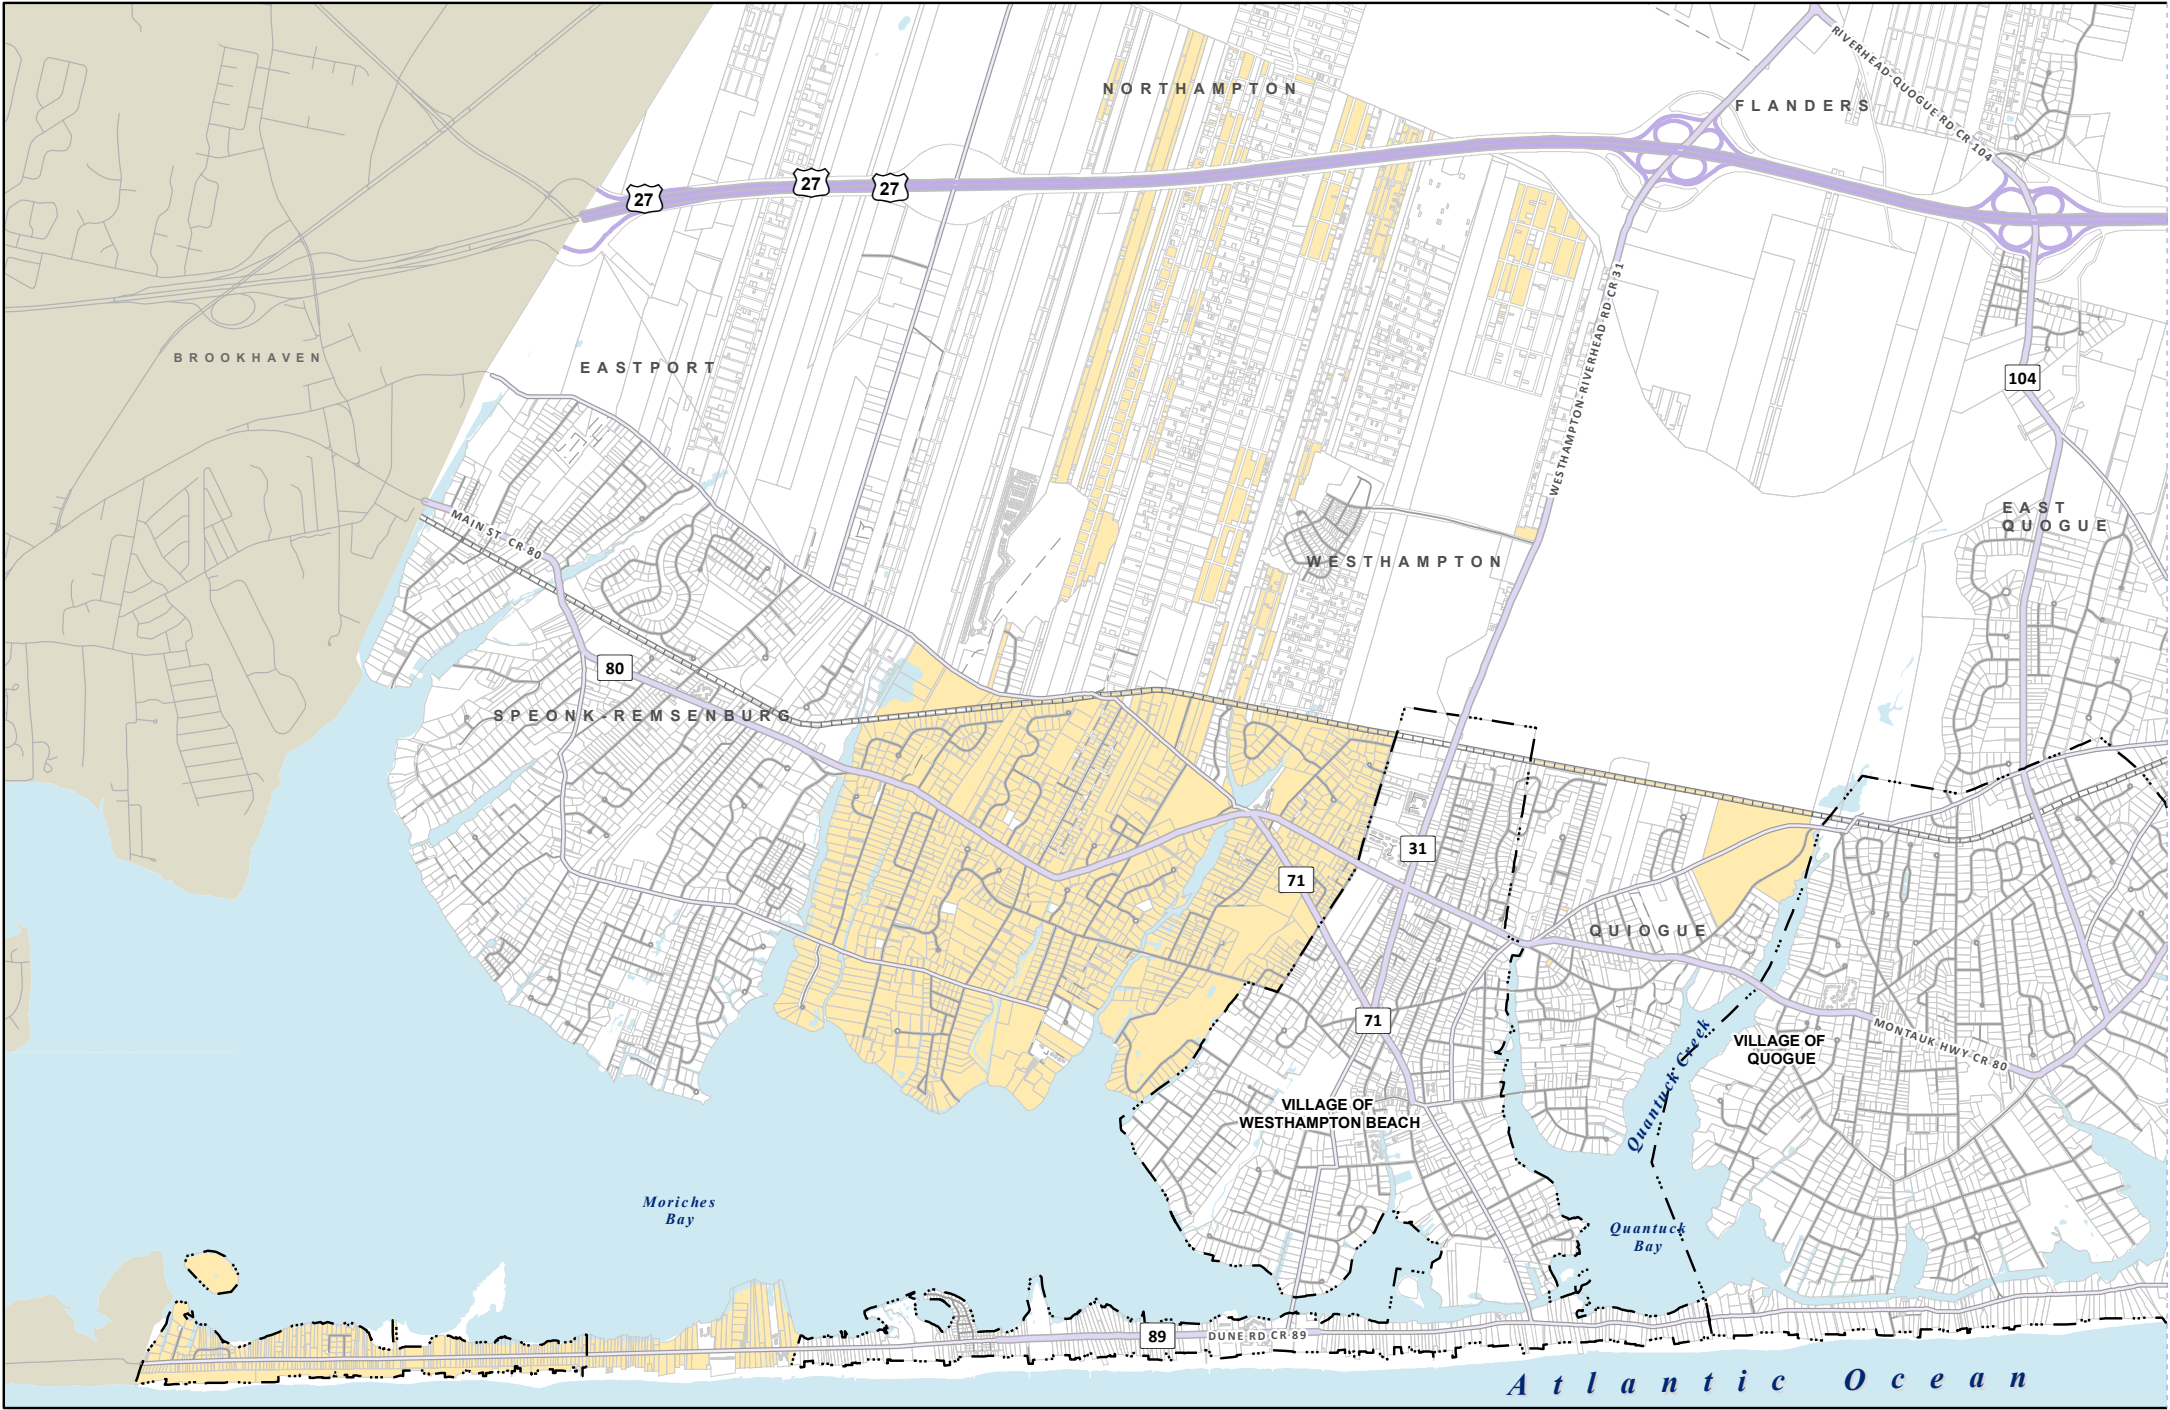 NORTHAMPTON
FLANDERS
RIVERHEAD-QUOGUE RD CR 104
27
27
27
BROOKHAVEN
EASTPORT
WESTHAMPTON-RIVERHEAD RD CR 31
104
EAST
QUOGUE
MAIN ST CR 80
WESTHAMPTON
80
SPEONK-REMSENBURG
31
71
QUIOGUE
71
MONTAUK HWY CR 80
VILLAGE OF
QUOGUE
Quantuck Creek
VILLAGE OF
WESTHAMPTON BEACH
Moriches
Bay
Quantuck
Bay
89
DUNE RD CR 89
Atlantic Ocean